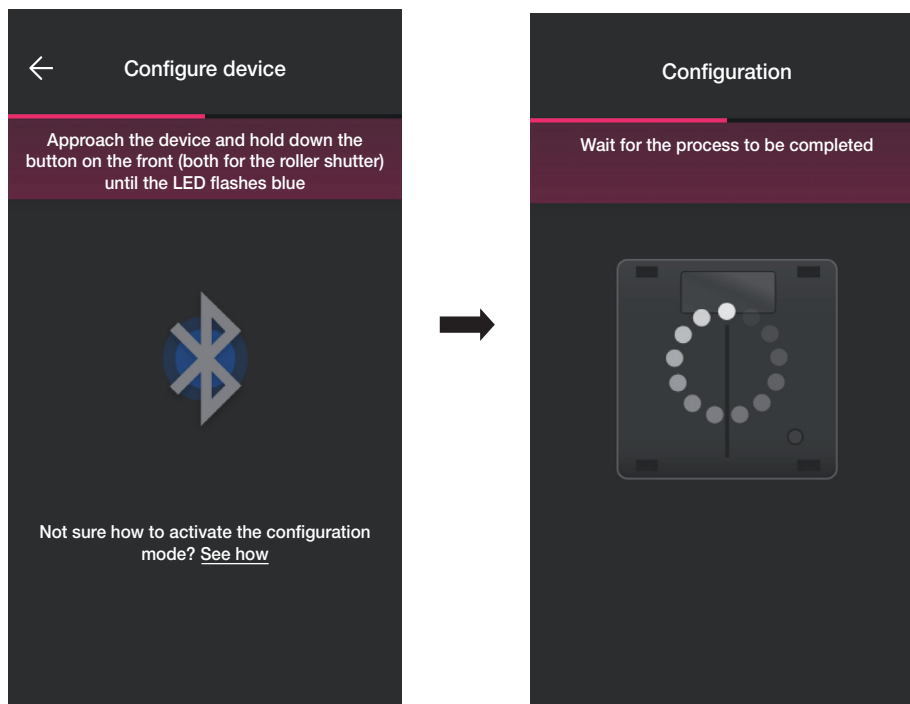 Configure device
Approach the device and hold down the
button on the front (both for the roller shutter)
until the LED flashes blue
Not sure how to activate the configuration
mode? See how
Configuration
Wait for the process to be completed